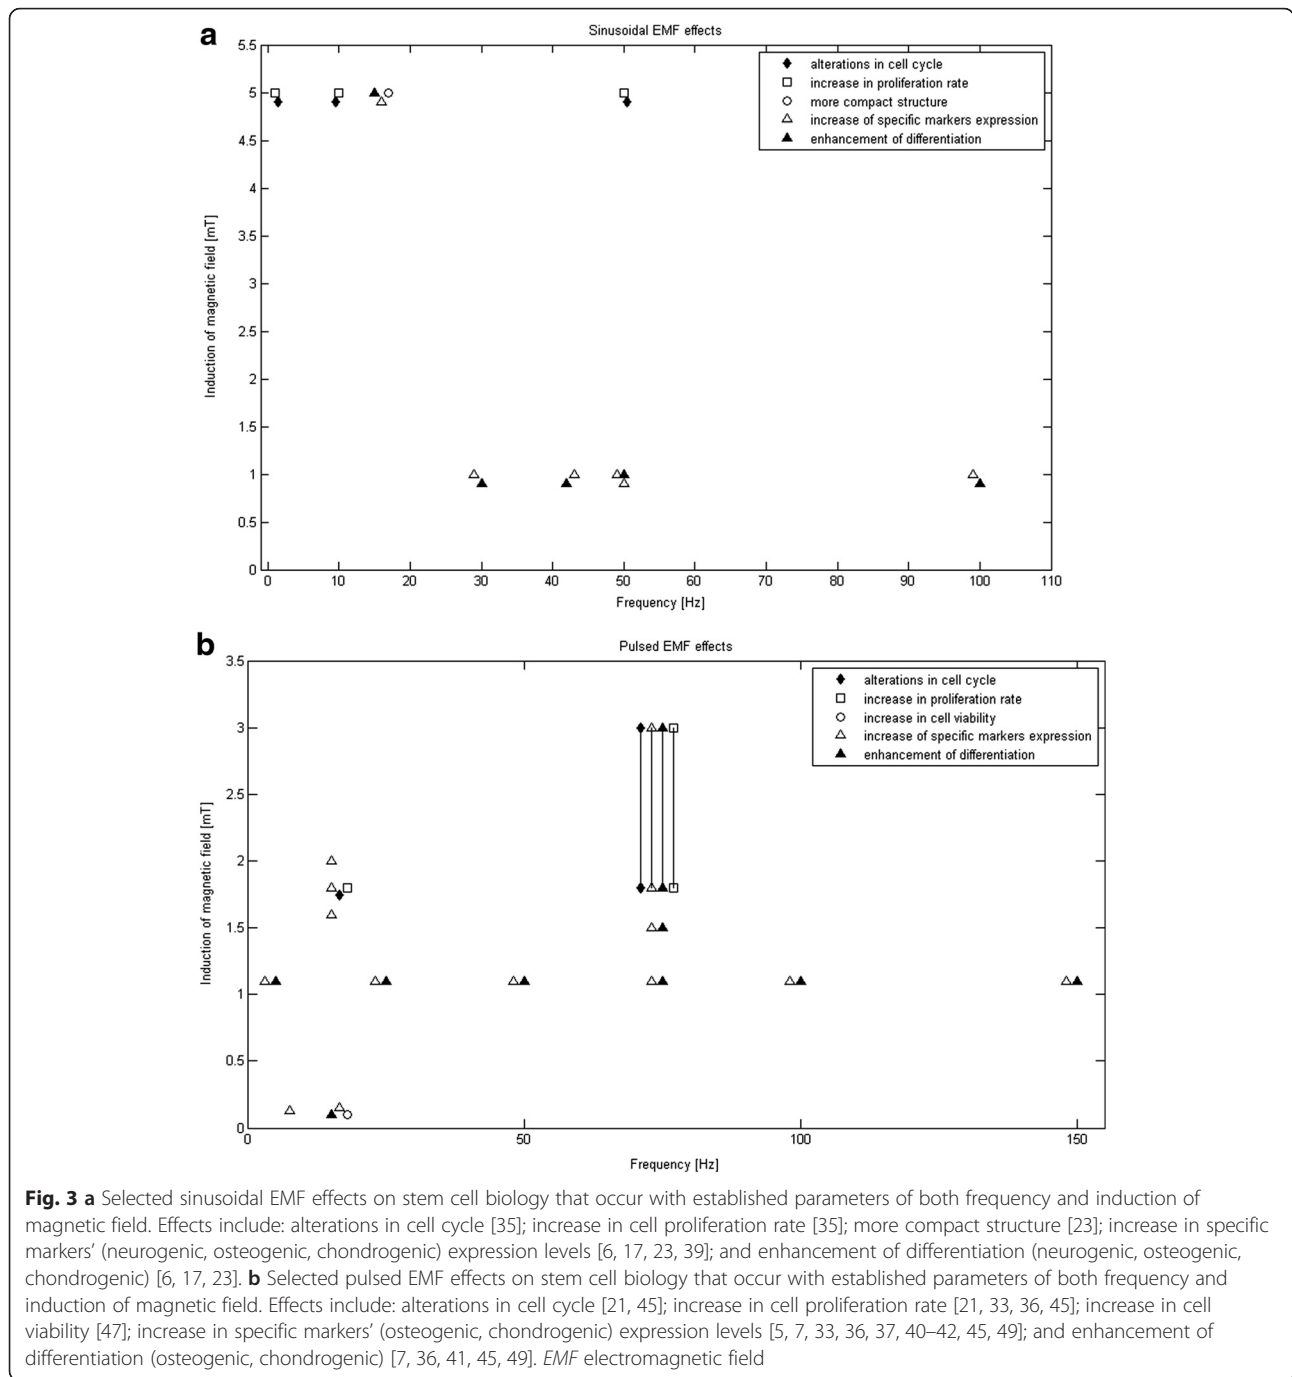 a
Sinusoidal EMF effects
5.5
5
4.5
4
3.5
3
2.5
2
1.5
1
0.5
0
Induction of magnetic field [mT]
alterations in cell cycle
increase in proliferation rate
more compact structure
increase of specific markers expression
enhancement of differentiation
0 10 20 30 40 50 60 70 80 90 100 110
Frequency [Hz]
b
Pulsed EMF effects
3.5
3
2.5
2
1.5
1
0.5
0
Induction of magnetic field [mT]
alterations in cell cycle
increase in proliferation rate
increase in cell viability
increase of specific markers expression
enhancement of differentiation
0 50 100 150
Frequency [Hz]
Fig. 3 a Selected sinusoidal EMF effects on stem cell biology that occur with established parameters of both frequency and induction of
magnetic field. Effects include: alterations in cell cycle [35]; increase in cell proliferation rate [35]; more compact structure [23]; increase in specific
markers’ (neurogenic, osteogenic, chondrogenic) expression levels [6, 17, 23, 39]; and enhancement of differentiation (neurogenic, osteogenic,
chondrogenic) [6, 17, 23]. b Selected pulsed EMF effects on stem cell biology that occur with established parameters of both frequency and
induction of magnetic field. Effects include: alterations in cell cycle [21, 45]; increase in cell proliferation rate [21, 33, 36, 45]; increase in cell
viability [47]; increase in specific markers’ (osteogenic, chondrogenic) expression levels [5, 7, 33, 36, 37, 40–42, 45, 49]; and enhancement of
differentiation (osteogenic, chondrogenic) [7, 36, 41, 45, 49]. EMF electromagnetic field